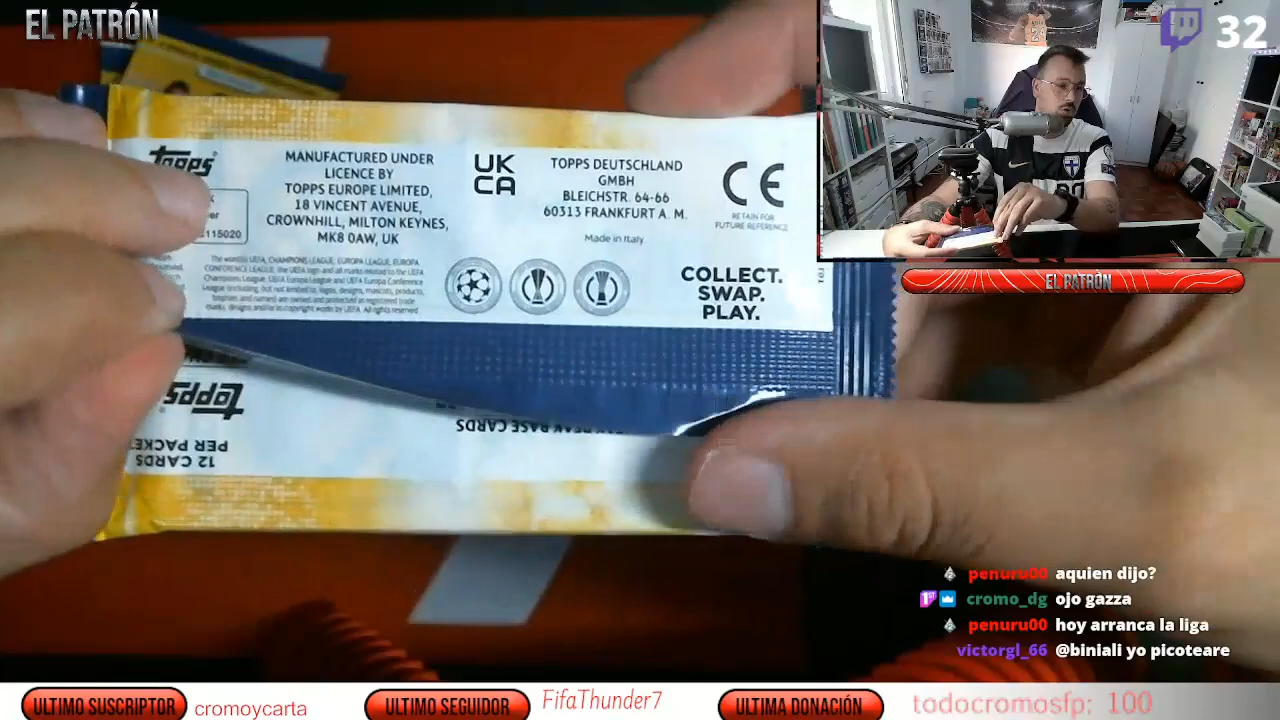 EL PATRÓN
32
Topps
115020
MANUFACTURED UNDER
LICENCE BY
TOPPS EUROPE LIMITED,
18 VINCENT AVENUE,
CROWNHILL, MILTON KEYNES,
MK8 0AW, UK
UK
CA
TOPPS DEUTSCHLAND
GMBH
BLEICHSTR. 64-66
60313 FRANKFURT A. M.
Made in Italy
CE
RETAIN FOR
FUTURE REFERENCE
COLLECT.
SWAP.
PLAY.
EL PATRÓN
topps
BASE CARDS
12 CARDS
PER PACKET
penuru00 aquien dijo?
cromo_dg ojo gazza
penuru00 hoy arranca la liga
victorgl_66 @biniali yo picoteare
ULTIMO SUSCRIPTOR cromoycarta
ULTIMO SEGUIDOR FifaThunder7
ULTIMA DONACIÓN todocromosfp: 100